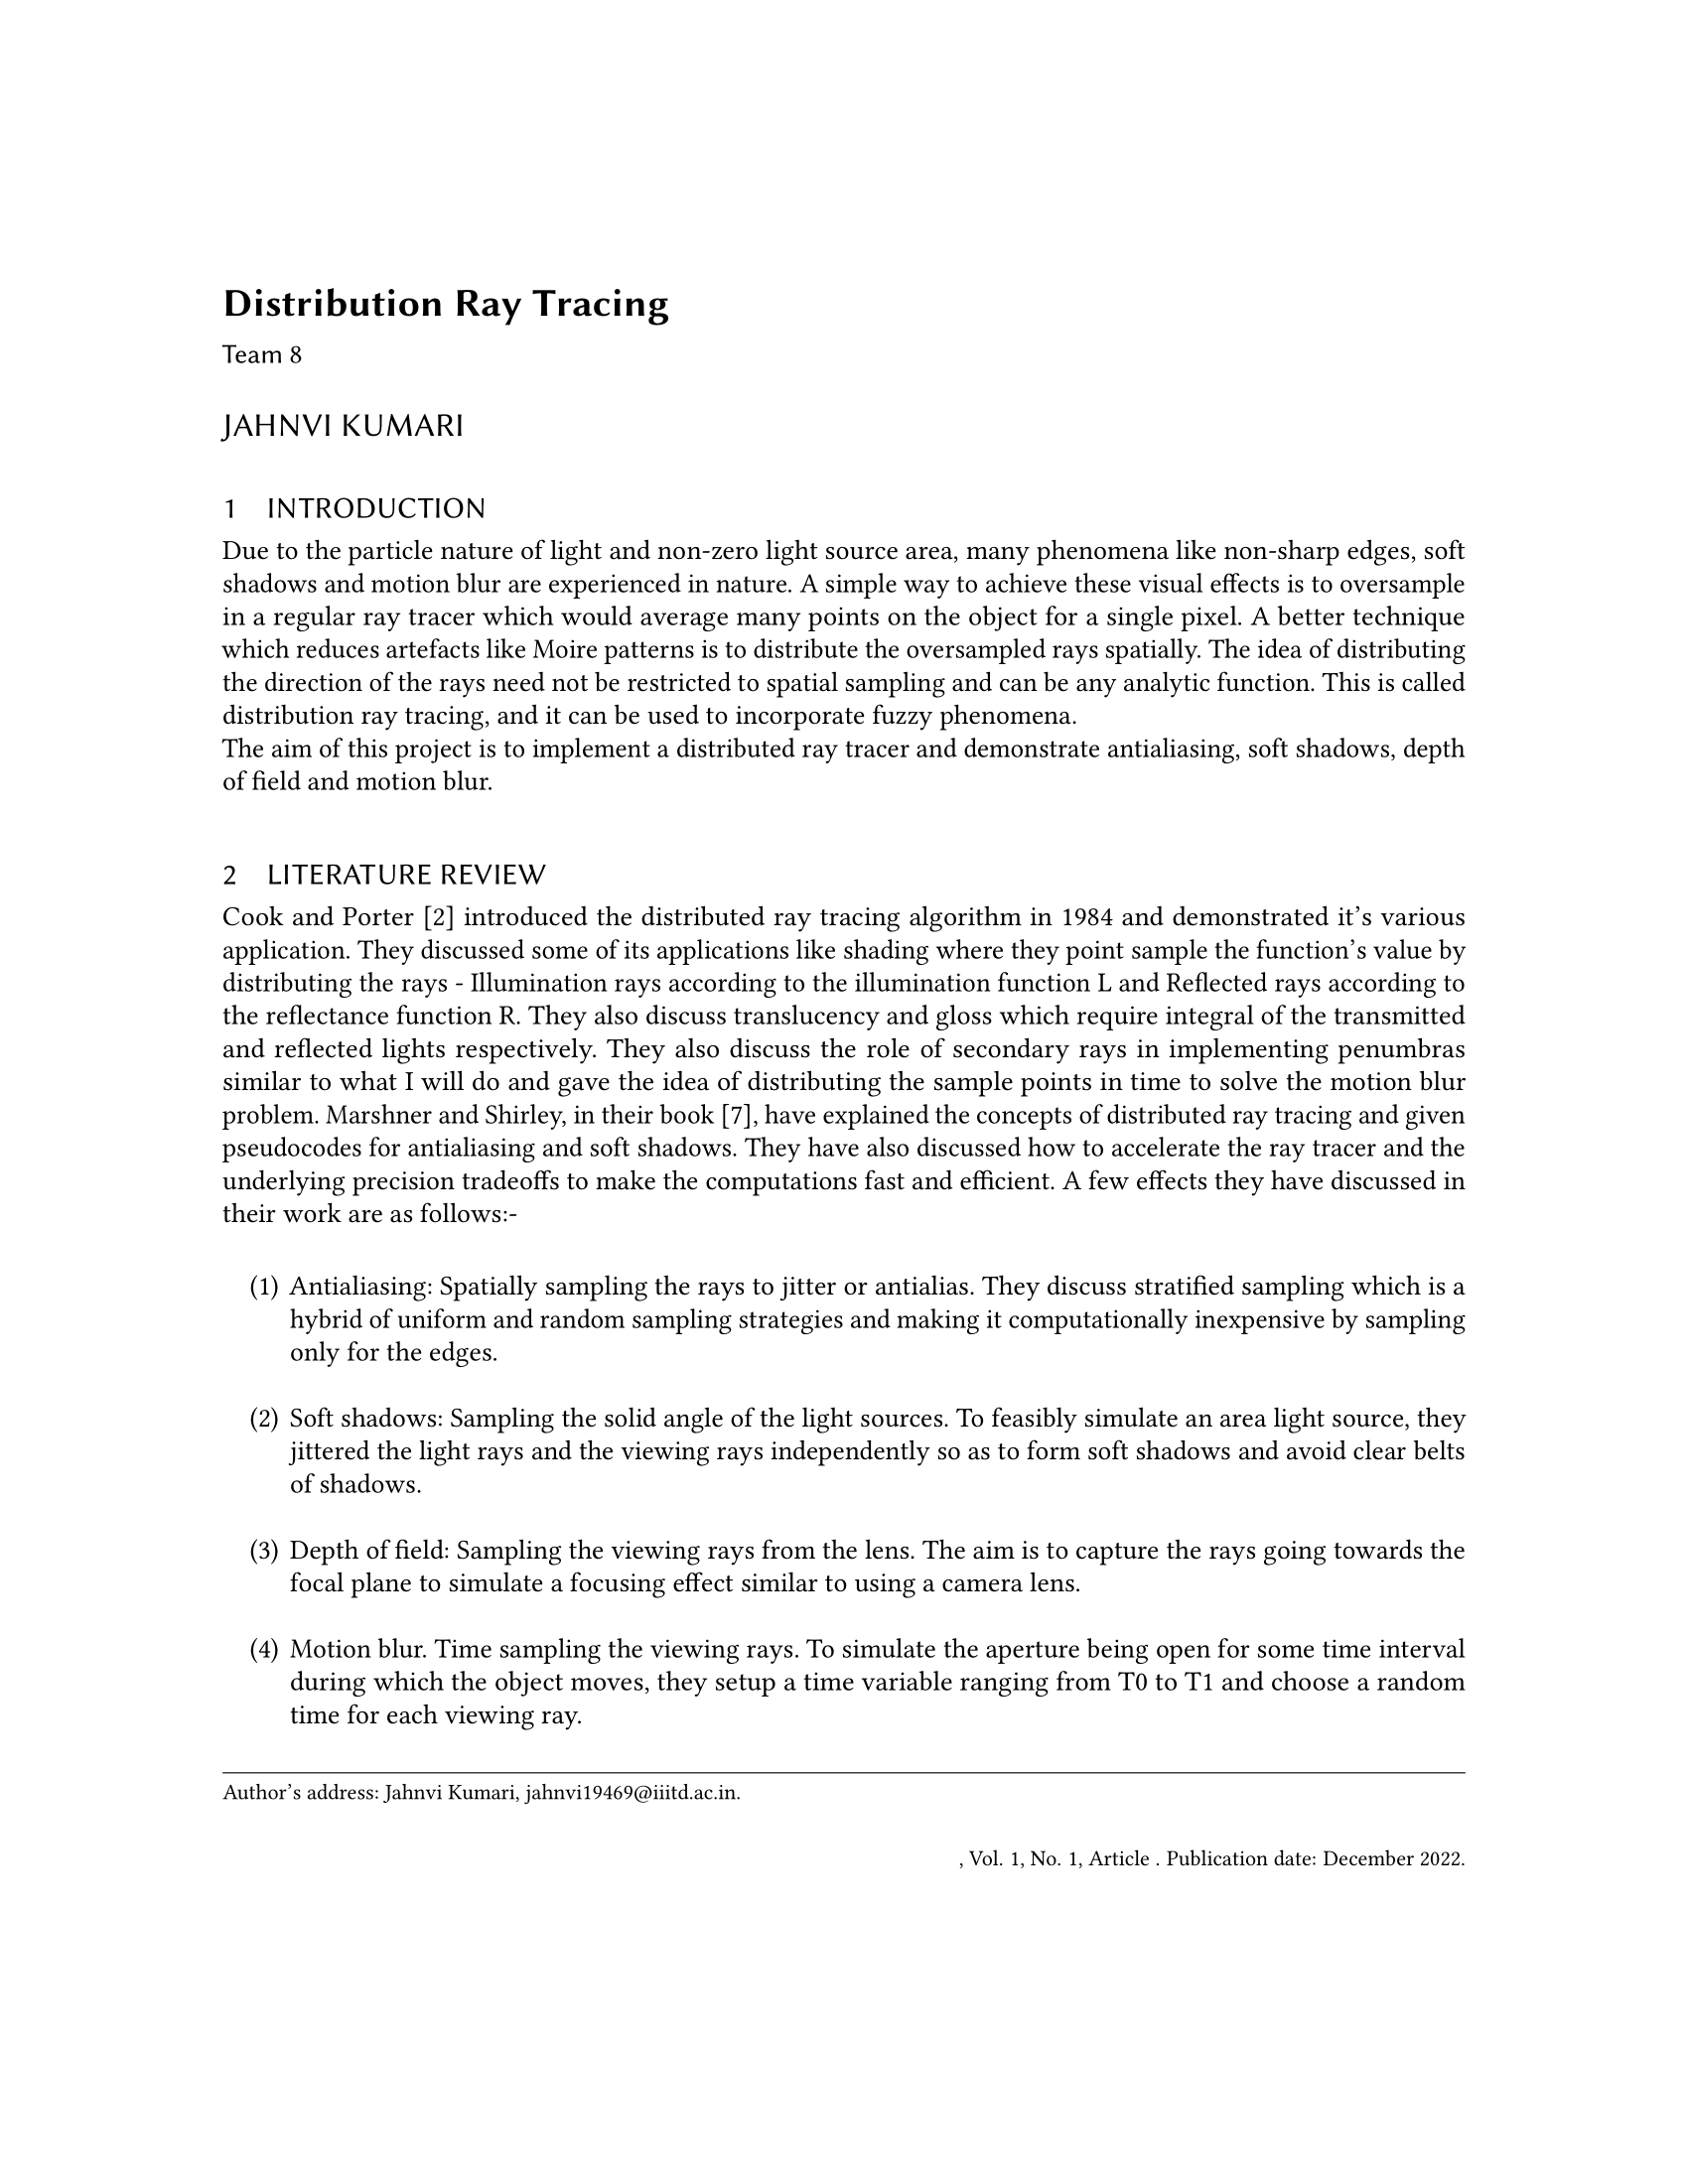 Distribution Ray Tracing
Team 8
JAHNVI KUMARI
1 INTRODUCTION
Due to the particle nature of light and non-zero light source area, many phenomena like non-sharp edges, soft
shadows and motion blur are experienced in nature. A simple way to achieve these visual effects is to oversample
in a regular ray tracer which would average many points on the object for a single pixel. A better technique
which reduces artefacts like Moire patterns is to distribute the oversampled rays spatially. The idea of distributing
the direction of the rays need not be restricted to spatial sampling and can be any analytic function. This is called
distribution ray tracing, and it can be used to incorporate fuzzy phenomena.
The aim of this project is to implement a distributed ray tracer and demonstrate antialiasing, soft shadows, depth
of field and motion blur.
2 LITERATURE REVIEW
Cook and Porter [2] introduced the distributed ray tracing algorithm in 1984 and demonstrated it's various
application. They discussed some of its applications like shading where they point sample the function's value by
distributing the rays - Illumination rays according to the illumination function L and Reflected rays according to
the reflectance function R. They also discuss translucency and gloss which require integral of the transmitted
and reflected lights respectively. They also discuss the role of secondary rays in implementing penumbras
similar to what I will do and gave the idea of distributing the sample points in time to solve the motion blur
problem. Marshner and Shirley, in their book [7], have explained the concepts of distributed ray tracing and given
pseudocodes for antialiasing and soft shadows. They have also discussed how to accelerate the ray tracer and the
underlying precision tradeoffs to make the computations fast and efficient. A few effects they have discussed in
their work are as follows:-
(1) Antialiasing: Spatially sampling the rays to jitter or antialias. They discuss stratified sampling which is a
hybrid of uniform and random sampling strategies and making it computationally inexpensive by sampling
only for the edges.
(2) Soft shadows: Sampling the solid angle of the light sources. To feasibly simulate an area light source, they
jittered the light rays and the viewing rays independently so as to form soft shadows and avoid clear belts
of shadows.
(3) Depth of field: Sampling the viewing rays from the lens. The aim is to capture the rays going towards the
focal plane to simulate a focusing effect similar to using a camera lens.
(4) Motion blur. Time sampling the viewing rays. To simulate the aperture being open for some time interval
during which the object moves, they setup a time variable ranging from T0 to T1 and choose a random
time for each viewing ray.
Author's address: Jahnvi Kumari, jahnvi19469@iiitd.ac.in.
, Vol. 1, No. 1, Article . Publication date: December 2022.